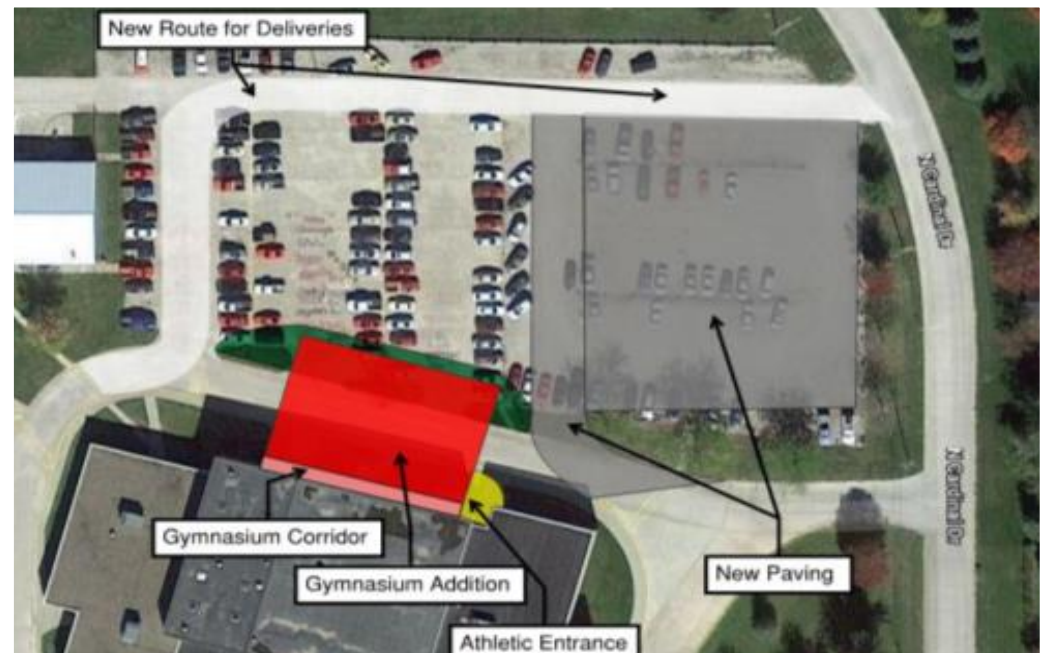 New Route for Deliveries
N Cardinal Dr
N Cardinal Dr
Gymnasium Corridor
Gymnasium Addition
New Paving
Athletic Entrance